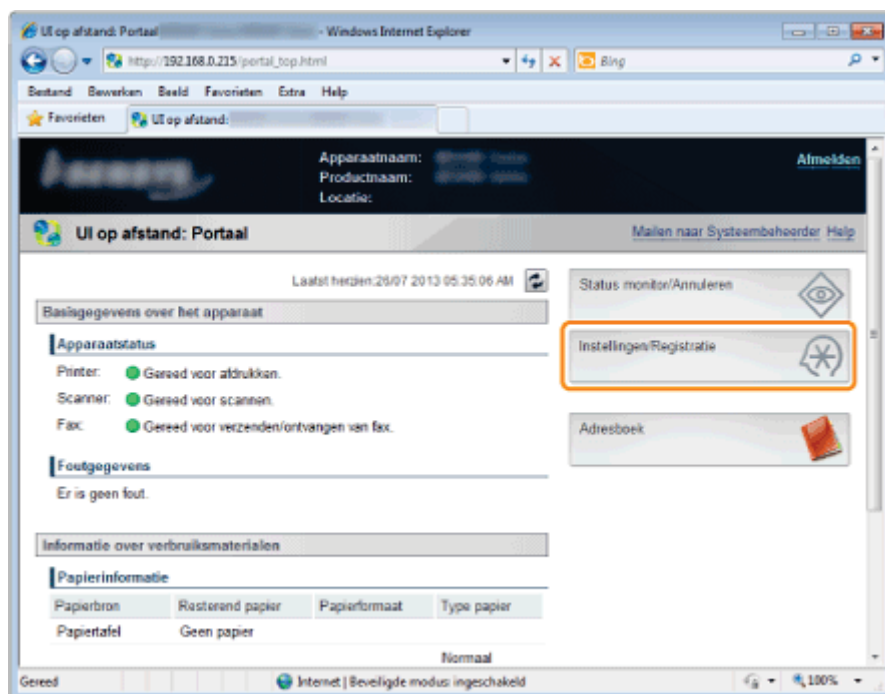 UI op afstand: Portaal - Windows Internet Explorer
http://192.168.0.215/portal_top.html
Bing
Bestand Bewerken Beeld Favorieten Extra Help
Favorieten
UI op afstand:
Apparaatnaam:
Productnaam:
Locatie:
Afmelden
UI op afstand: Portaal
Mailen naar Systeembeheerder Help
Laatst herzien:26/07 2013 05:35:06 AM
Basisgegevens over het apparaat
Apparaatstatus
Printer: Gereed voor afdrukken.
Scanner: Gereed voor scannen.
Fax: Gereed voor verzenden/ontvangen van fax.
Foutgegevens
Er is geen fout.
Informatie over verbruiksmaterialen
Papierinformatie
Papierbron Resterend papier Papierformaat Type papier
Papiertafel Geen papier
Normaal
Status monitor/Annuleren
Instellingen/Registratie
Adresboek
Gereed
Internet | Beveiligde modus ingeschakeld
100%